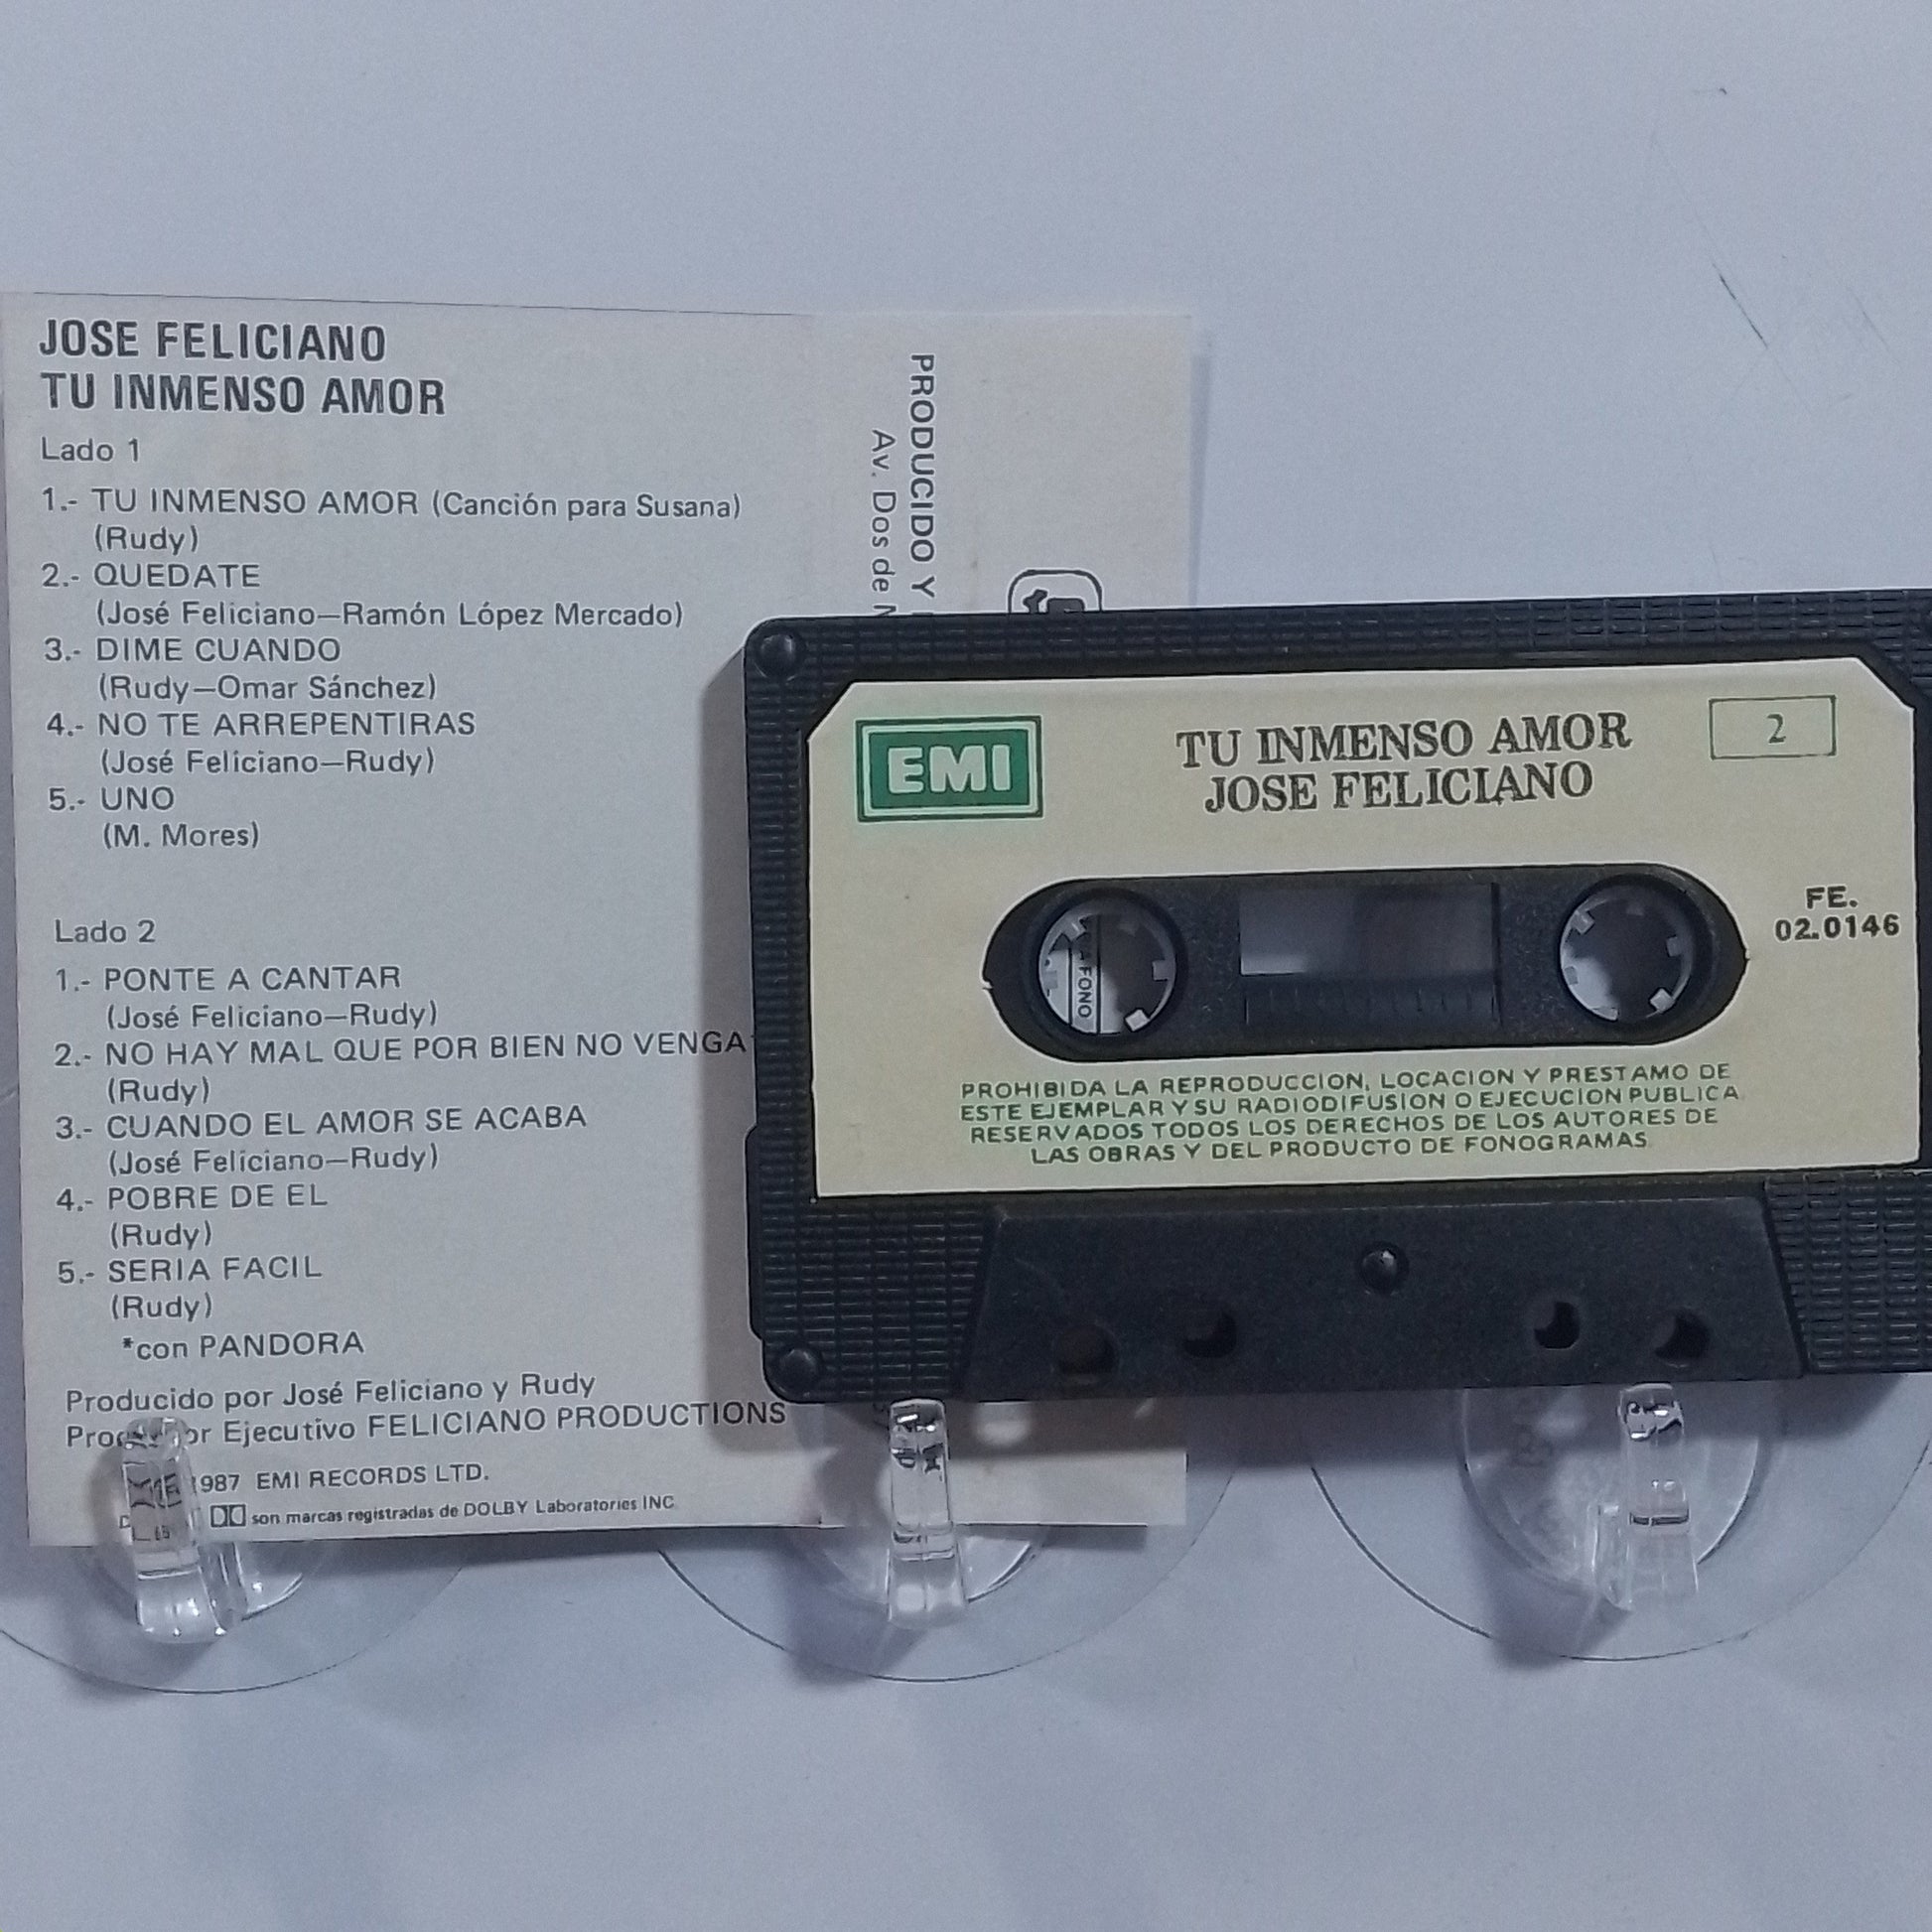 JOSE FELICIANO
TU INMENSO AMOR
Lado 1
1.- TU INMENSO AMOR (Canción para Susana)
(Rudy)
2.- QUEDATE
(José Feliciano—Ramón López Mercado)
3.- DIME CUANDO
(Rudy—Omar Sánchez)
4.- NO TE ARREPENTIRAS
(José Feliciano—Rudy)
5.- UNO
(M. Mores)
Lado 2
1.- PONTE A CANTAR
(José Feliciano—Rudy)
2.- NO HAY MAL QUE POR BIEN NO VENGA
(Rudy)
3.- CUANDO EL AMOR SE ACABA
(José Feliciano—Rudy)
4.- POBRE DE EL
(Rudy)
5.- SERIA FACIL
(Rudy)
*con PANDORA
Producido por José Feliciano y Rudy
Ejecutivo FELICIANO PRODUCTIONS
1987 EMI RECORDS LTD.
son marcas registradas de DOLBY Laboratories INC
PRODUCIDO Y
Av. Dos de
EMI
TU INMENSO AMOR
JOSE FELICIANO
2
FE.
02.0146
FONO
PROHIBIDA LA REPRODUCCION, LOCACION Y PRESTAMO DE
ESTE EJEMPLAR Y SU RADIODIFUSION O EJECUCION PUBLICA
RESERVADOS TODOS LOS DERECHOS DE LOS AUTORES DE
LAS OBRAS Y DEL PRODUCTO DE FONOGRAMAS